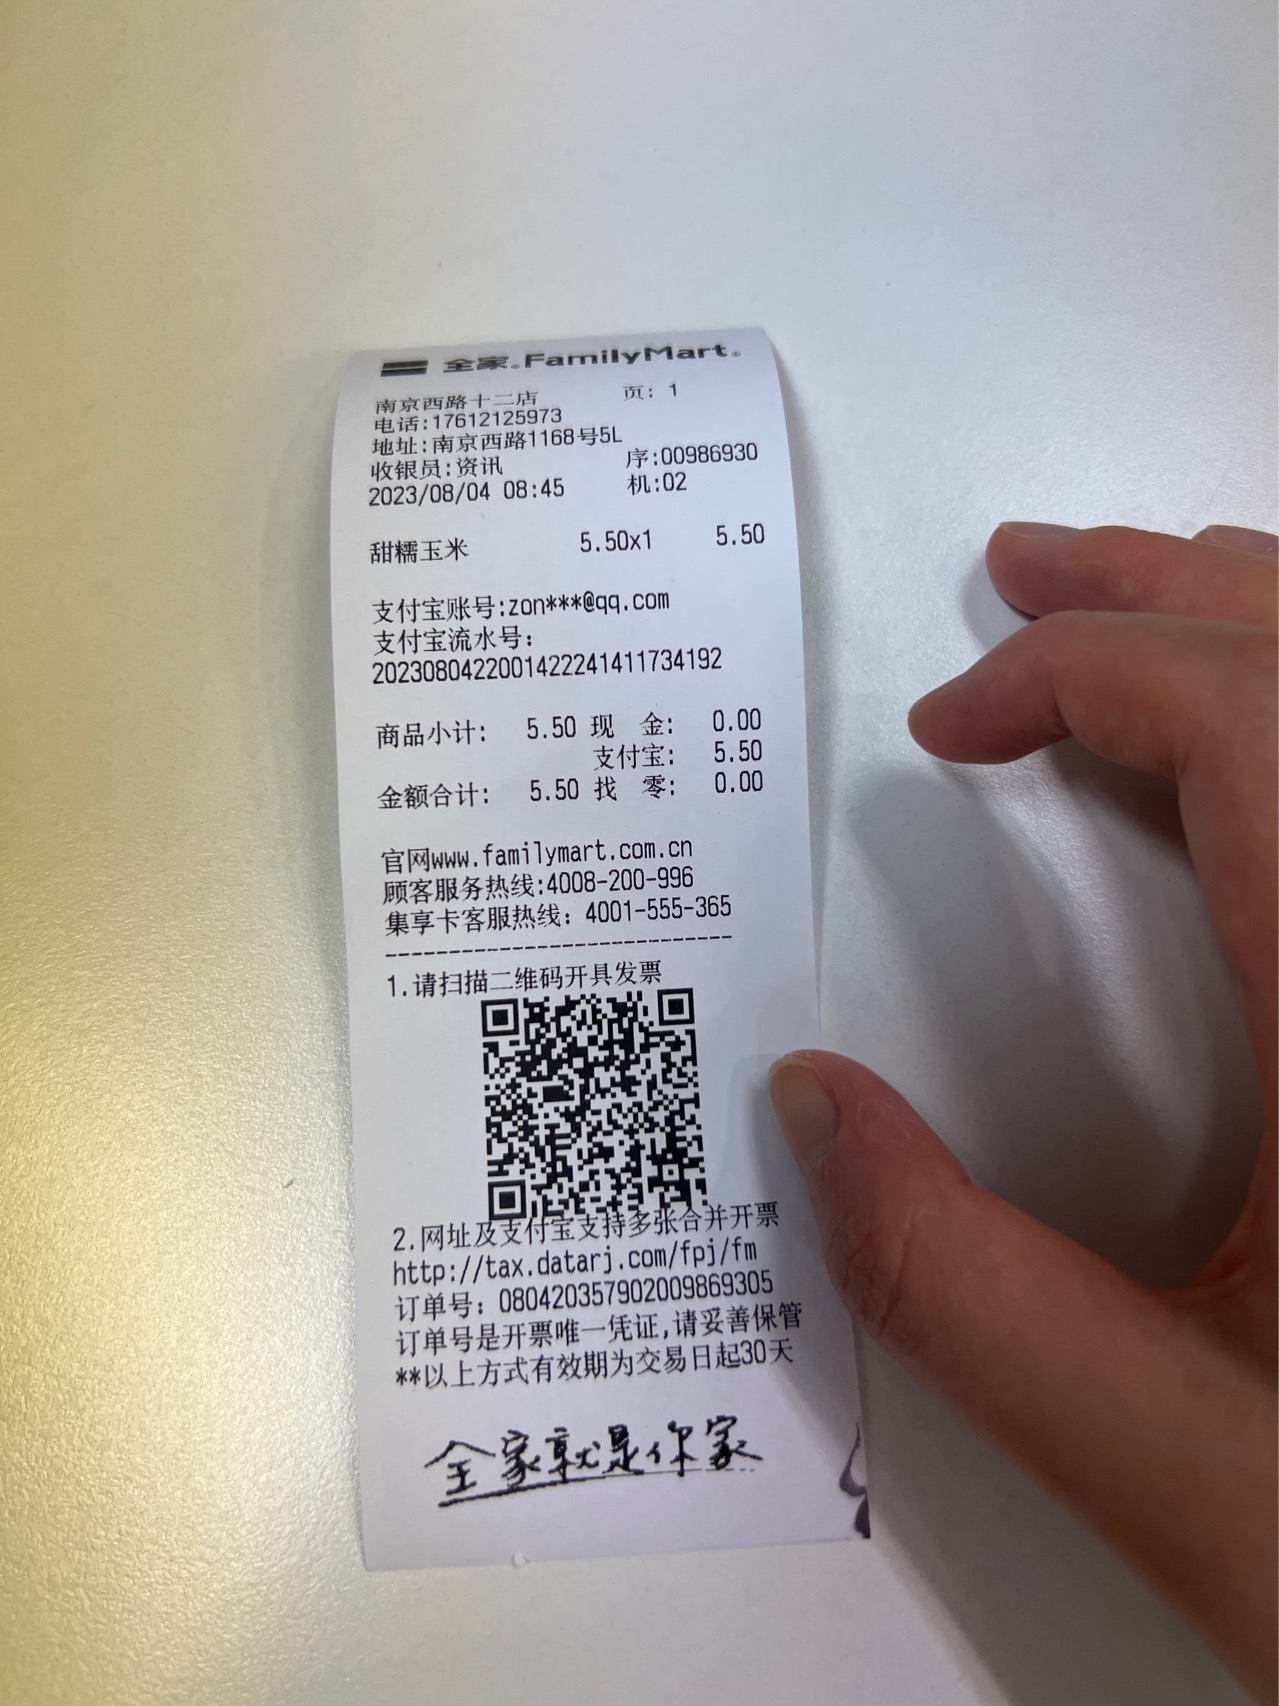 全家®FamilyMart®
南京西路十二店 页: 1
电话:17612125973
地址:南京西路1168号5L
收银员:资讯 序:00986930
2023/08/04 08:45 机:02
甜糯玉米 5.50x1 5.50
支付宝账号:zon***@qq.com
支付宝流水号:
2023080422001422241411734192
商品小计: 5.50 现 金: 0.00
支付宝: 5.50
金额合计: 5.50 找 零: 0.00
官网www.familymart.com.cn
顾客服务热线:4008-200-996
集享卡客服热线: 4001-555-365
----------------------------
1.请扫描二维码开具发票
2.网址及支付宝支持多张合并开票
http://tax.datarj.com/fpj/fm
订单号: 080420357902009869305
订单号是开票唯一凭证,请妥善保管
**以上方式有效期为交易日起30天
全家就是你家